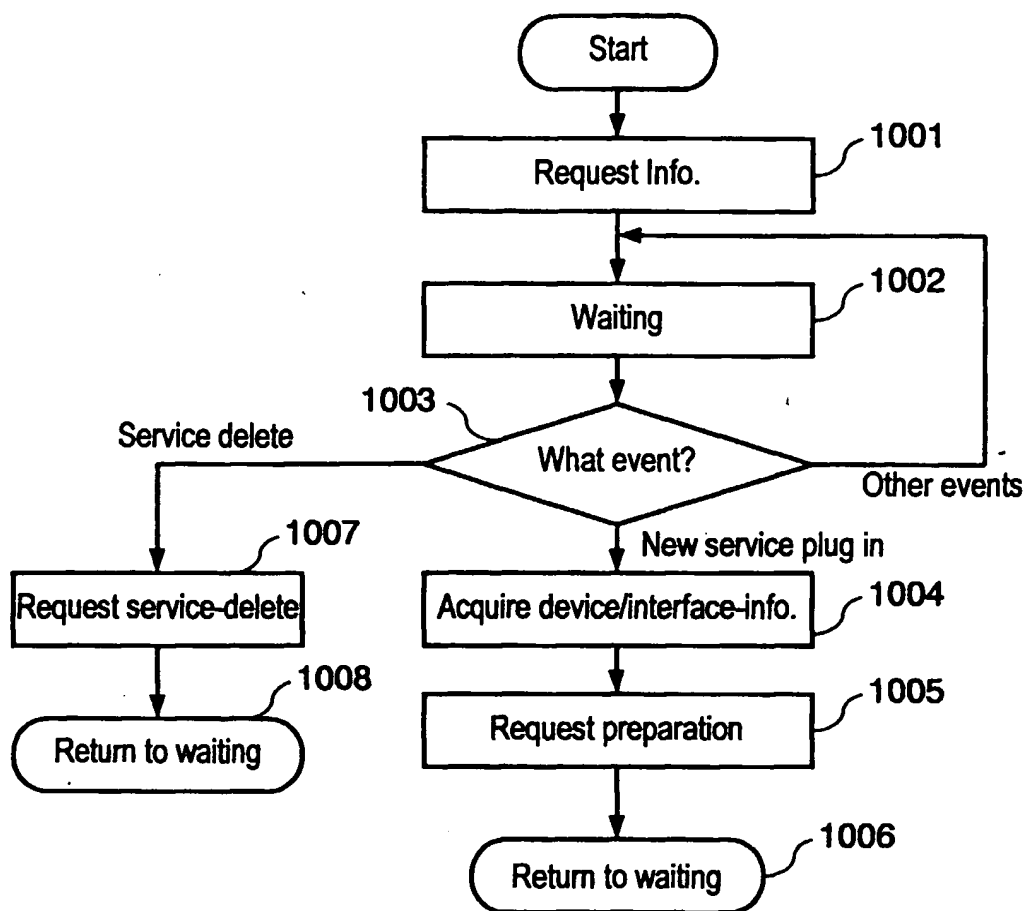 Start
1001
Request Info.
1002
Waiting
1003
What event?
Service delete
Other events
New service plug in
1007
Request service-delete
1004
Acquire device/interface-info.
1008
Return to waiting
1005
Request preparation
1006
Return to waiting